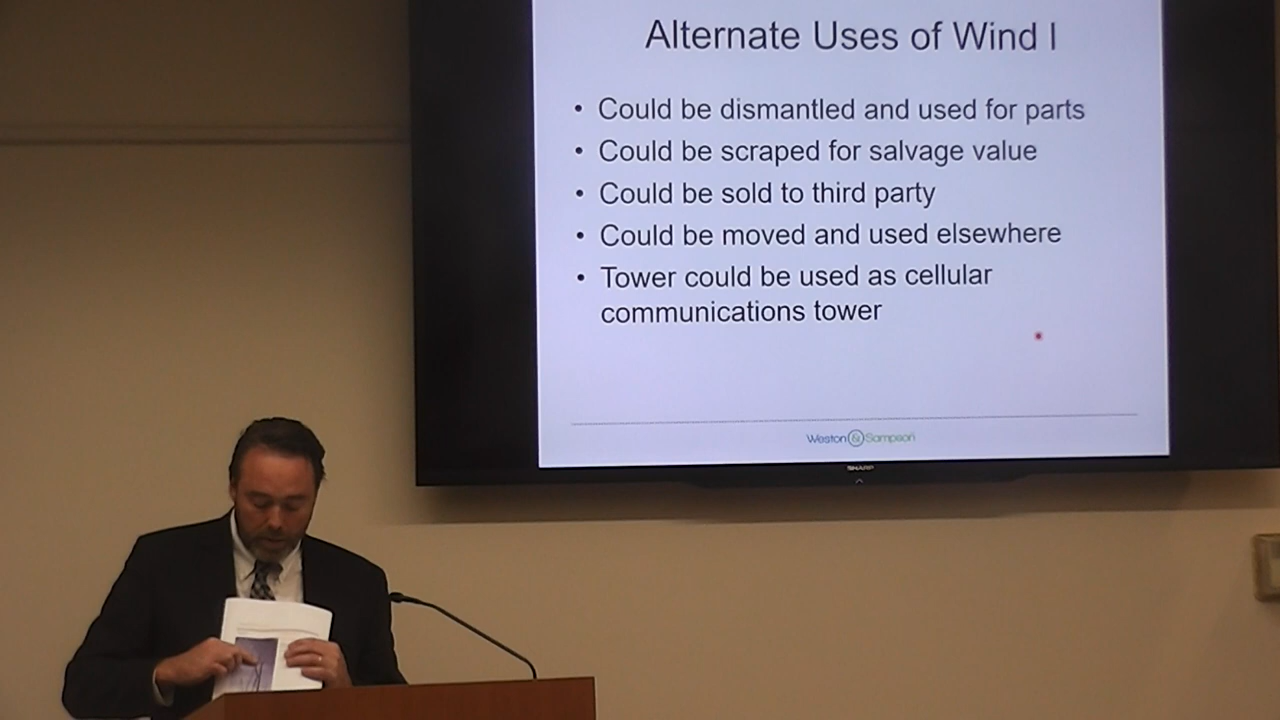 Alternate Uses of Wind I
• Could be dismantled and used for parts
• Could be scraped for salvage value
• Could be sold to third party
• Could be moved and used elsewhere
• Tower could be used as cellular
communications tower
Weston & Sampson
SHARP